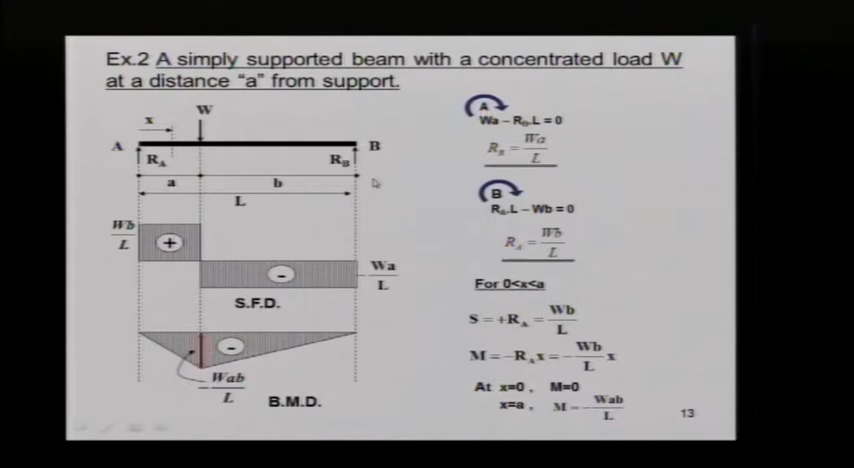 Ex.2 A simply supported beam with a concentrated load W
at a distance "a" from support.
W
x
A
B
R_A
R_B
a
b
L
Wb/L
+
-
Wa/L
S.F.D.
-
-Wab/L
B.M.D.
A
Wa – R_B.L = 0
R_B = Wa/L
B
R_A.L – Wb = 0
R_A = Wb/L
For 0<x<a
S = +R_A = Wb/L
M = -R_A x = -Wb/L x
At x=0 , M=0
x=a , M = -Wab/L
13